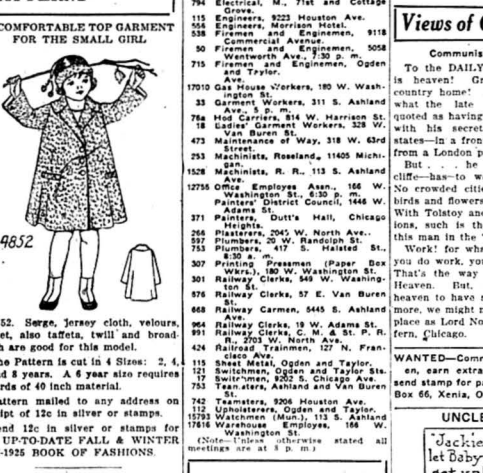 COMFORTABLE TOP GARMENT
FOR THE SMALL GIRL
4852
52. Serge, jersey cloth, velours,
et, also taffeta, twill and broad-
h are good for this model.
he Pattern is cut in 4 Sizes: 2, 4,
nd 8 years. A 6 year size requires
rds of 40 inch material.
attern mailed to any address on
ipt of 12c in silver or stamps.
end 12c in silver or stamps for
UP-TO-DATE FALL & WINTER
-1925 BOOK OF FASHIONS.
794 Electrical, M., 71st and Cottage
Grove.
115 Engineers, 9223 Houston Ave.
556 Engineers, Morrison Hotel.
538 Firemen and Enginemen, 9118
Commercial Avenue.
50 Firemen and Enginemen, 5058
Wentworth Ave., 7:30 p. m.
715 Firemen and Enginemen, Ogden
and Taylor.
Ave.
17010 Gas House Workers, 180 W. Wash-
ington St.
33 Garment Workers, 311 S. Ashland
Ave., 5 p. m.
76a Hod Carriers, 814 W. Harrison St.
18 Ladies' Garment Workers, 328 W.
Van Buren St.
473 Maintenance of Way, 318 W. 63rd
Street.
253 Machinists, Roseland, 11405 Michi-
gan.
1528 Machinists, R. R., 113 S. Ashland
Ave.
12755 Office Employes Assn., 166 W.
Washington St., 6:30 p. m.
Painters' District Council, 1446 W.
Adams St.
371 Painters, Dutt's Hall, Chicago
Heights.
266 Plasterers, 2045 W. North Ave..
597 Plumbers, 20 W. Randolph St.
753 Plumbers, 417 S. Halsted St.,
8:30 a. m.
307 Printing Pressmen (Paper Box
Wkrs.), 180 W. Washington St.
301 Railway Clerks, 549 W. Washing-
ton St.
576 Railway Clerks, 57 E. Van Buren
St.
668 Railway Carmen, 5445 S. Ashland
Ave.
964 Railway Clerks, 19 W. Adams St.
991 Railway Clerks, C. M. & St. P. R.
R., 2703 W. North Ave.
424 Railroad Trainmen, 127 N. Fran-
cisco Ave.
115 Sheet Metal, Ogden and Taylor.
121 Switchmen, Ogden and Taylor Sts.
17 Switchmen, 9202 S. Chicago Ave.
753 Teamsters, Ashland and Van Buren
St.
742 Teamsters, 9206 Houston Ave.
112 Upholsterers, Ogden and Taylor.
15793 Watchmen (Mun.), 113 S. Ashland
17616 Warehouse Employes, 166 W.
Washington St.
(Note—Unless otherwise stated all
meetings are at 8 p. m.)
Views of
Communis
To the DAILY
is heaven! Gr
country home!
what the late
quoted as having
with his secret
states—in a fron
from a London p
But . . he
cliffe—has—to wa
No crowded citie
birds and flowers
With Tolstoy and
ions, such is th
this man in the
Work! for wha
you do work, you
That's the way
Heaven. But,
heaven to have s
more, we might n
place as Lord No
fern, Chicago.
WANTED—Comr
en, earn extra
send stamp for pa
Box 66, Xenia, O
UNCLE
"Jackie
let Baby